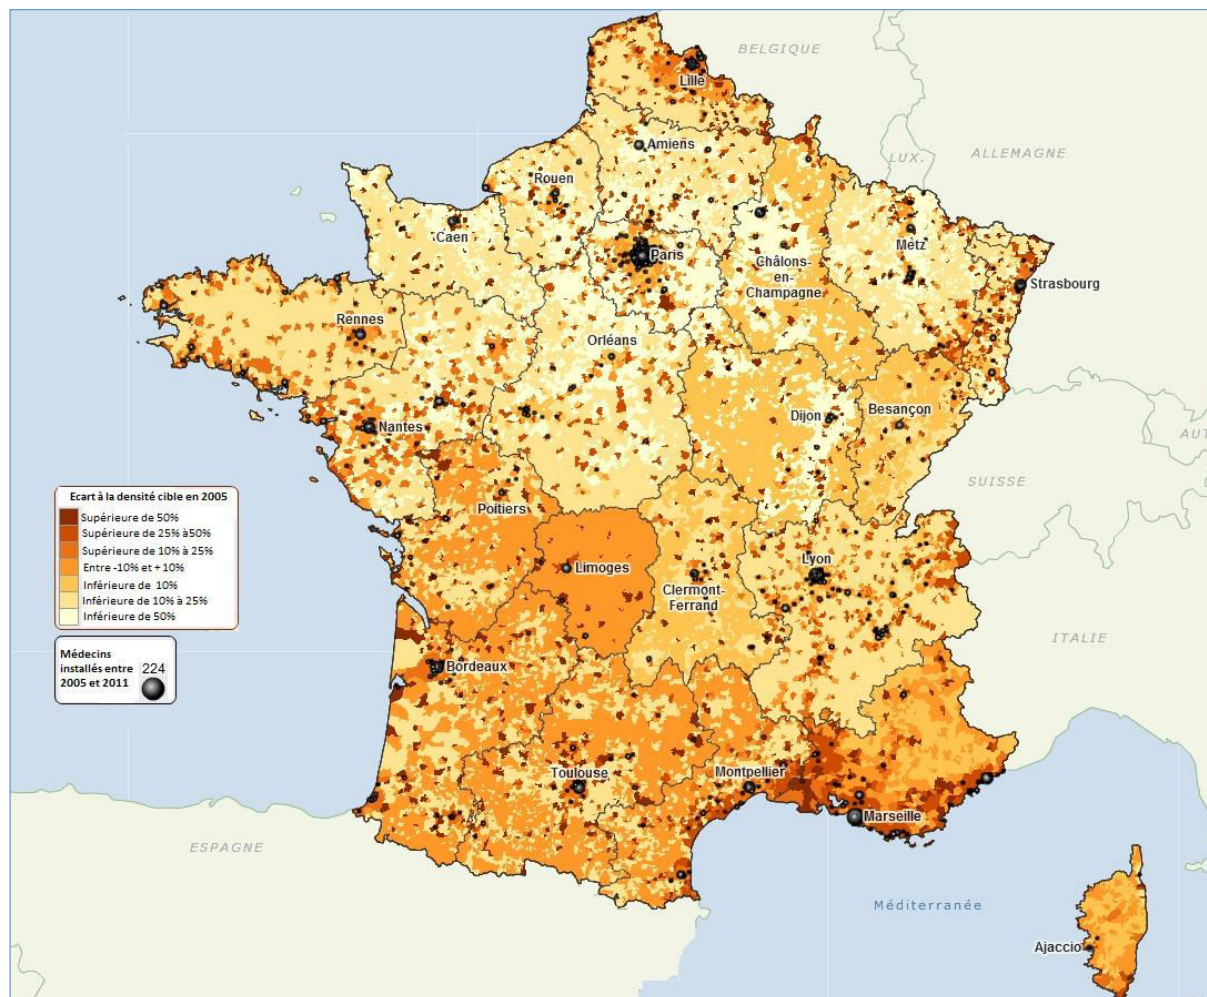 BELGIQUE
Lille
Amiens
LUX.
ALLEMAGNE
Rouen
Caen
Metz
Paris
Châlons-
en-
Champagne
Strasbourg
Rennes
Orléans
Dijon
Besançon
Nantes
AUT
SUISSE
Poitiers
Ecart à la densité cible en 2005
Supérieure de 50%
Supérieure de 25% à50%
Supérieure de 10% à 25%
Entre -10% et +10%
Inférieure de 10%
Inférieure de 10% à 25%
Inférieure de 50%
Limoges
Lyon
Clermont-
Ferrand
ITALIE
Médecins
installés entre
2005 et 2011
224
Bordeaux
Toulouse
Montpellier
Marseille
ESPAGNE
Méditerranée
Ajaccio